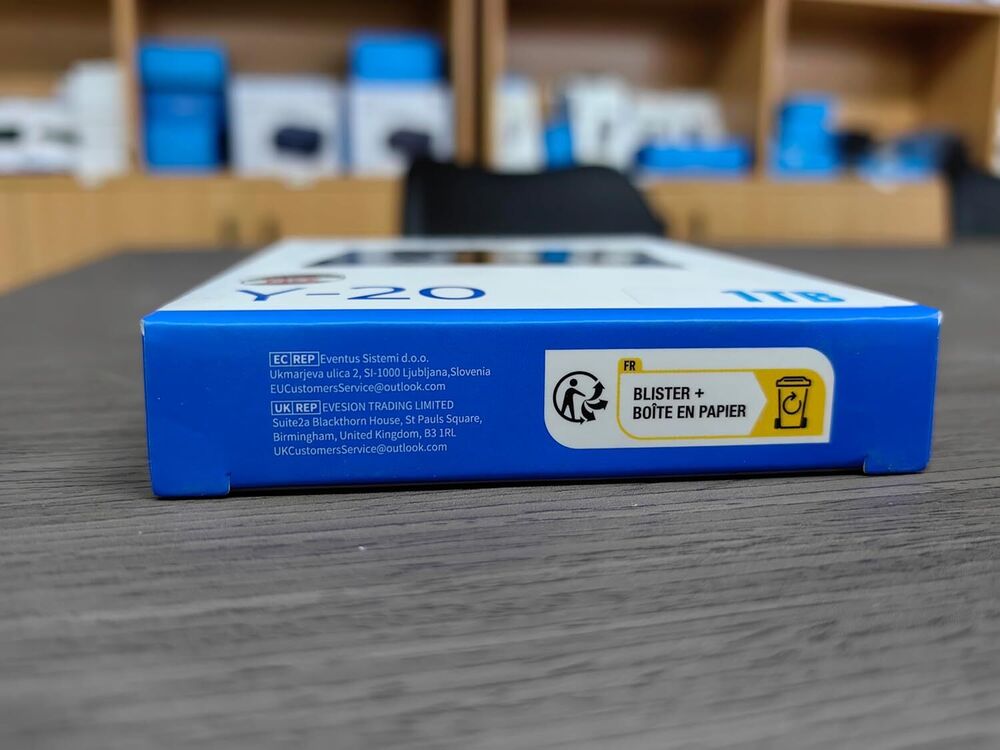 Y-20
1TB
EC REP Eventus Sistemi d.o.o.
Ukmarjeva ulica 2, SI-1000 Ljubljana,Slovenia
EUCustomersService@outlook.com
UK REP EVESION TRADING LIMITED
Suite2a Blackthorn House, St Pauls Square,
Birmingham, United Kingdom, B3 1RL
UKCustomersService@outlook.com
FR
BLISTER +
BOÎTE EN PAPIER